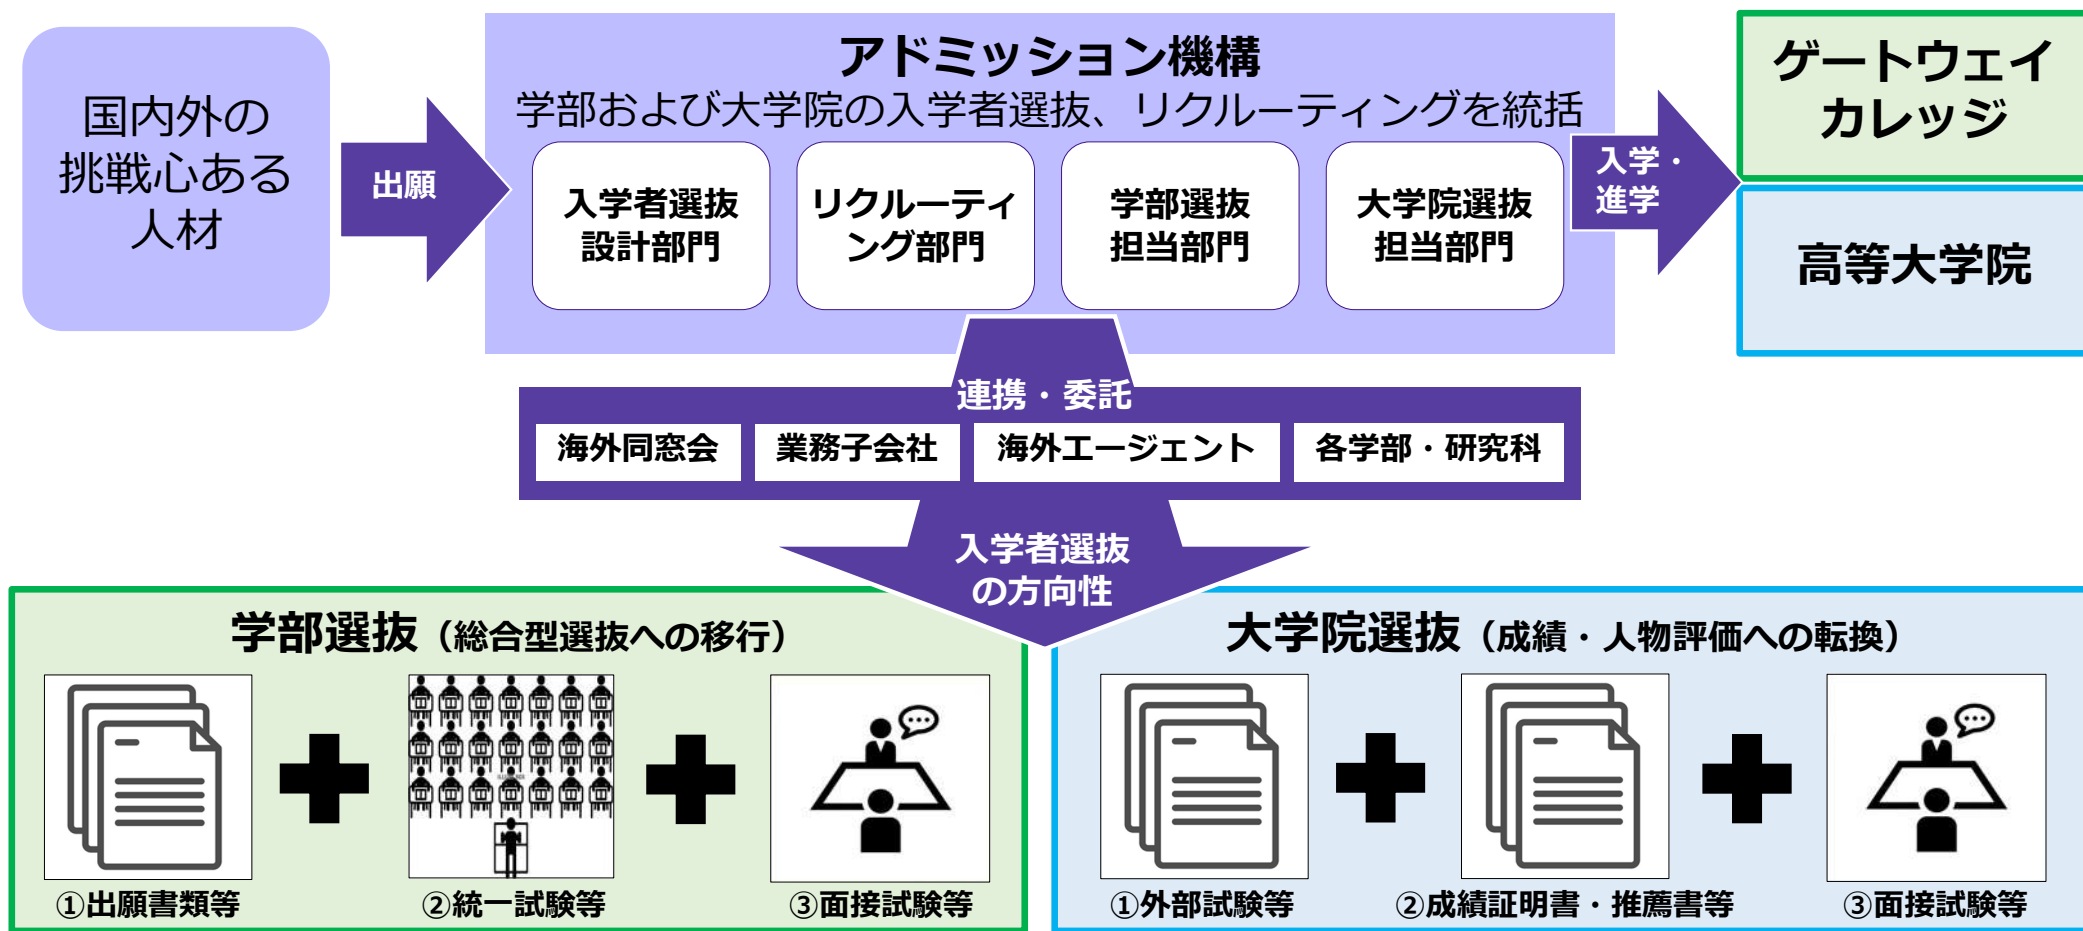 国内外の
挑戦心ある
人材
出願
アドミッション機構
学部および大学院の入学者選抜、リクルーティングを統括
入学者選抜
設計部門
リクルーティ
ング部門
学部選抜
担当部門
大学院選抜
担当部門
入学・
進学
ゲートウェイ
カレッジ
高等大学院
連携・委託
海外同窓会
業務子会社
海外エージェント
各学部・研究科
入学者選抜
の方向性
学部選抜（総合型選抜への移行）
①出願書類等
②統一試験等
③面接試験等
大学院選抜（成績・人物評価への転換）
①外部試験等
②成績証明書・推薦書等
③面接試験等